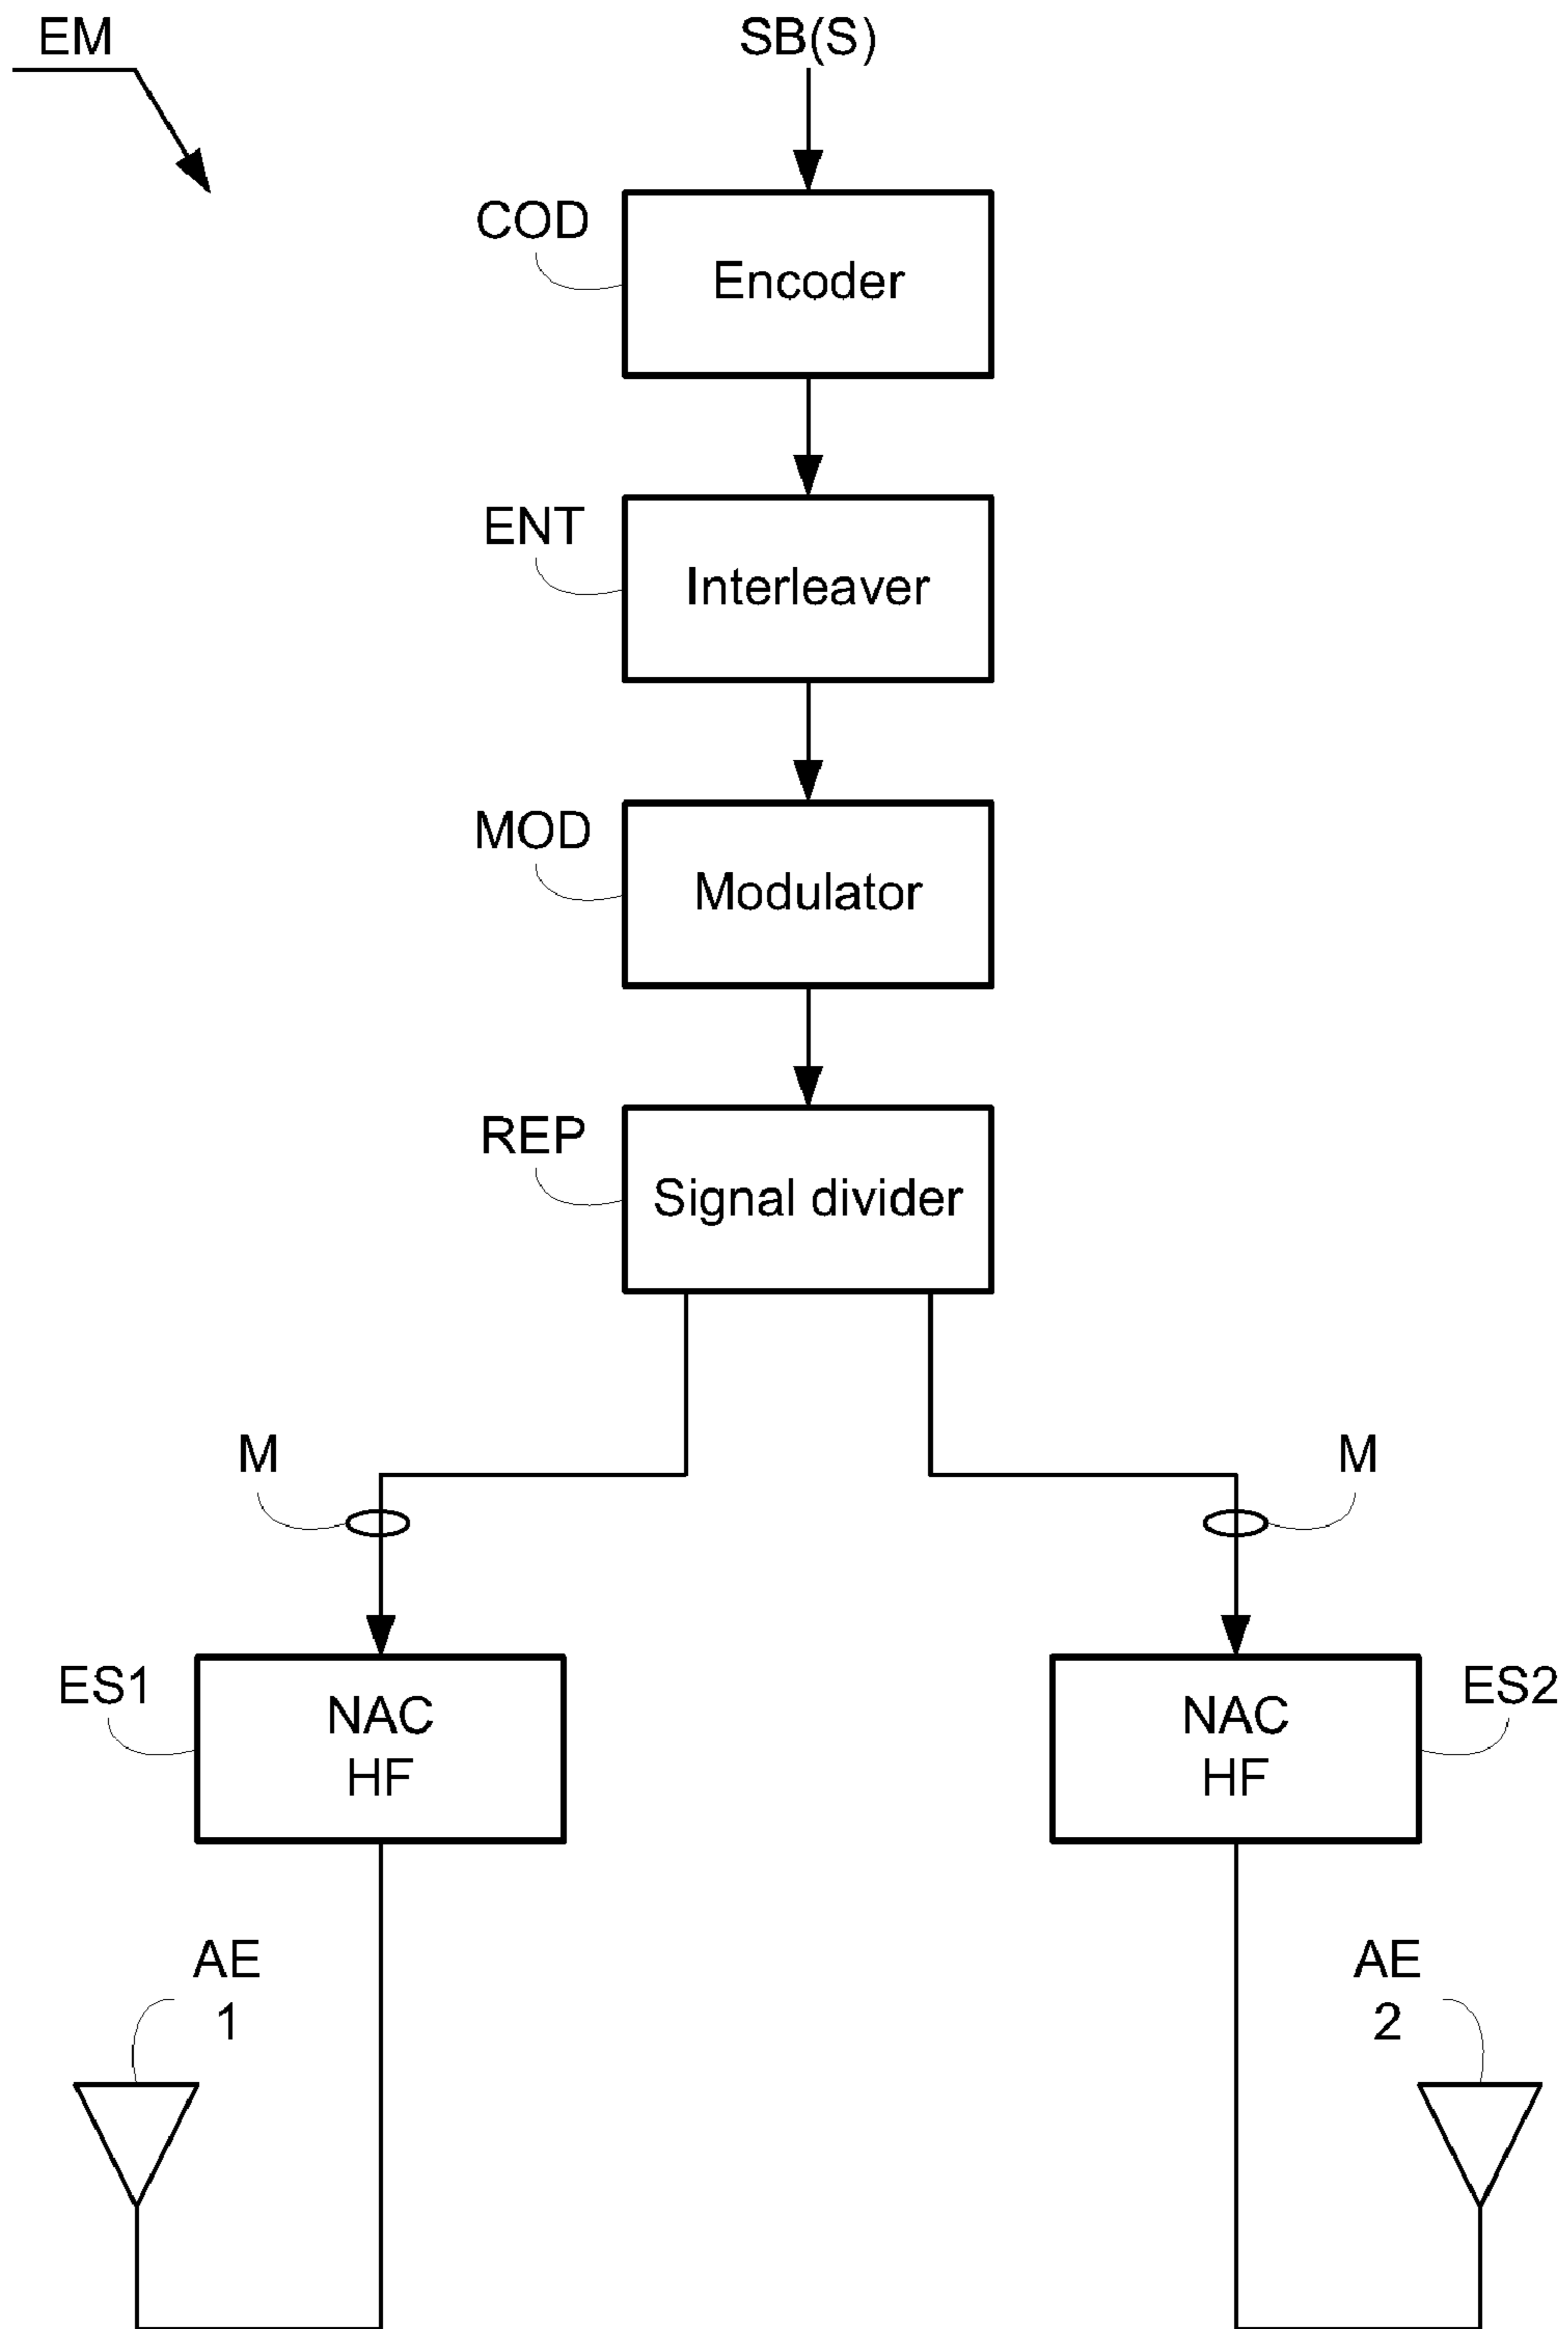 EM
SB(S)
COD
Encoder
ENT
Interleaver
MOD
Modulator
REP
Signal divider
M
M
ES1
NAC
HF
NAC
HF
ES2
AE
1
AE
2